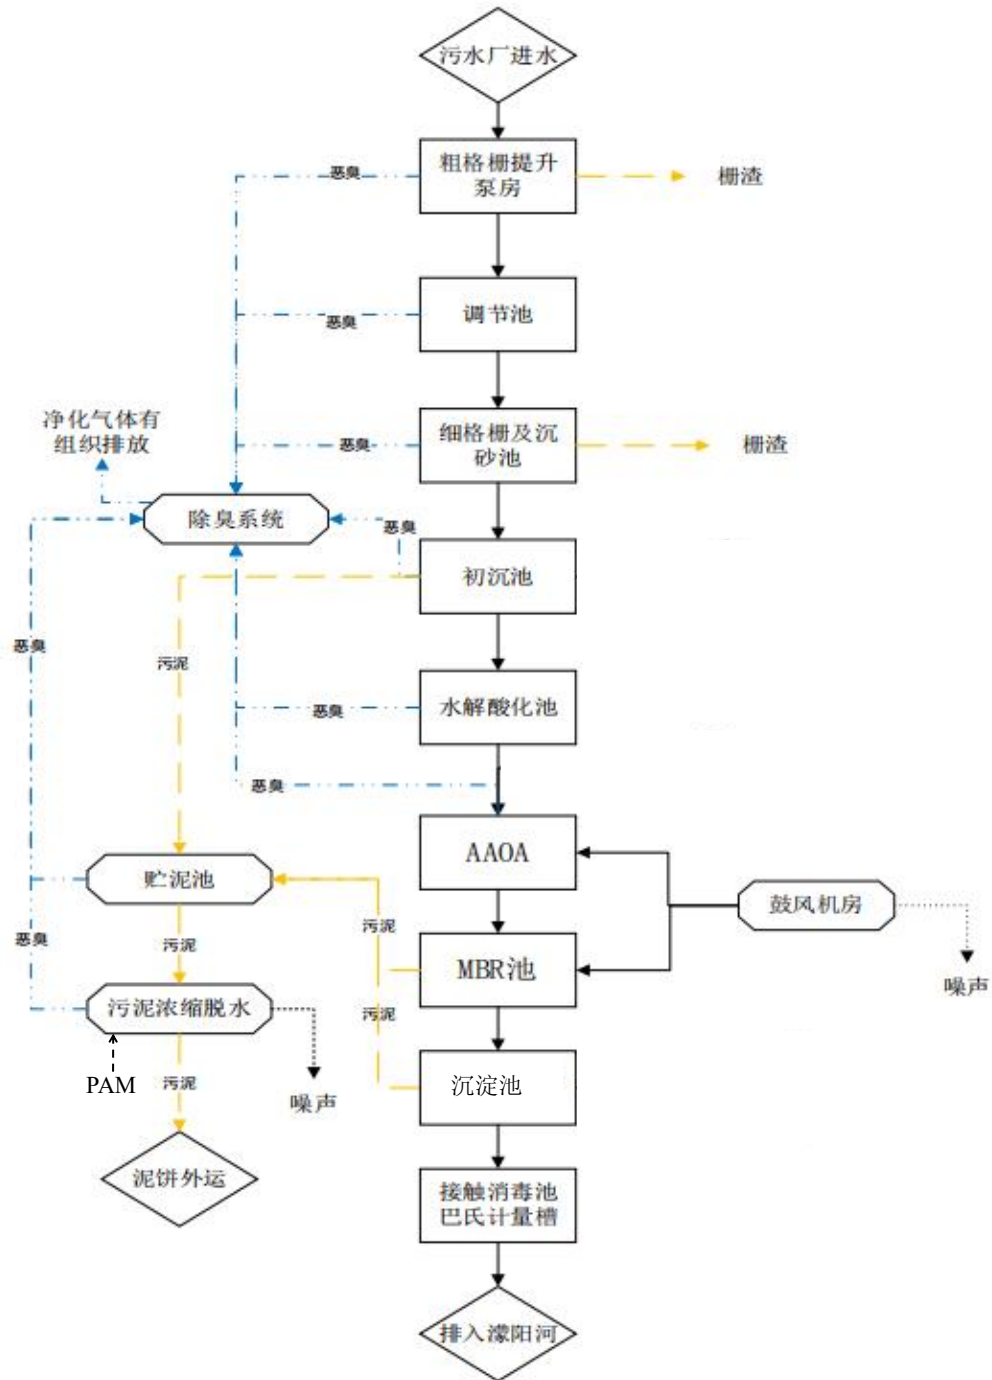 污水厂进水
粗格栅提升
泵房
恶臭
栅渣
调节池
恶臭
净化气体有
组织排放
细格栅及沉
砂池
恶臭
栅渣
除臭系统
恶臭
初沉池
恶臭
污泥
水解酸化池
恶臭
恶臭
AAOA
贮泥池
鼓风机房
污泥
恶臭
污泥
MBR池
噪声
污泥浓缩脱水
污泥
PAM
污泥
噪声
沉淀池
泥饼外运
接触消毒池
巴氏计量槽
排入濛阳河